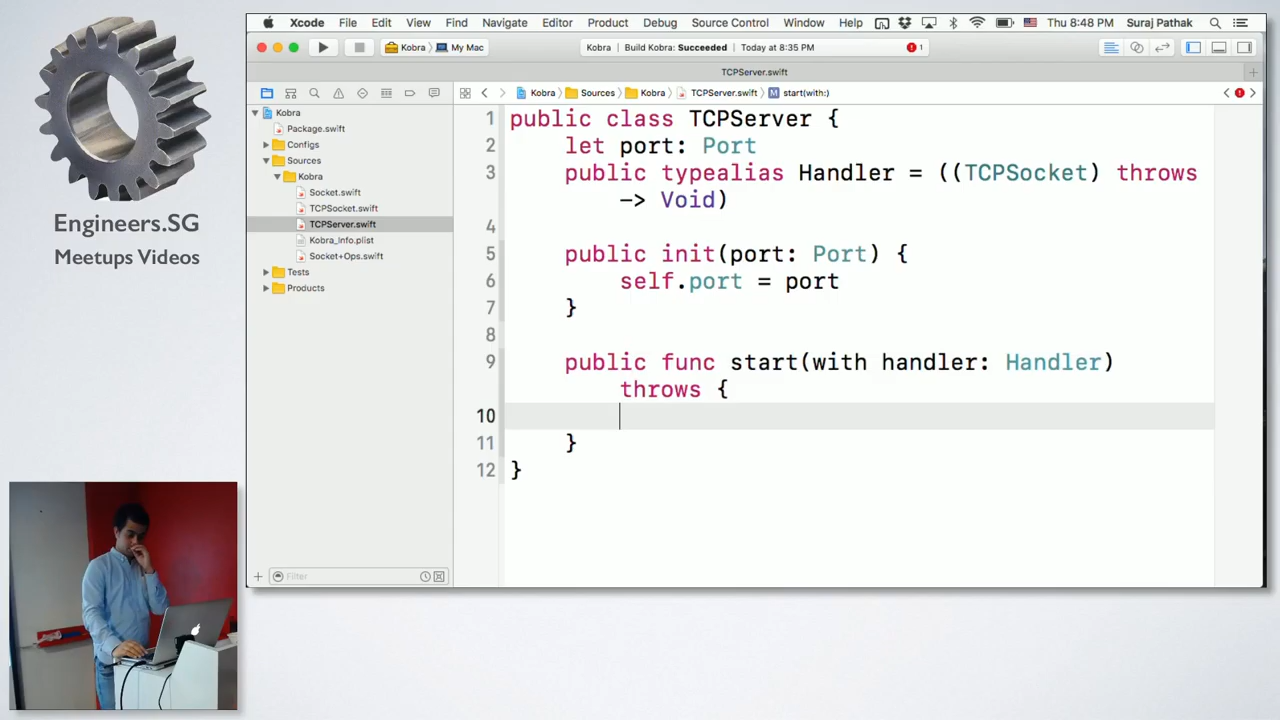 Engineers.SG
Meetups Videos
Xcode File Edit View Find Navigate Editor Product Debug Source Control Window Help Thu 8:48 PM Suraj Pathak
Kobra My Mac
Kobra | Build Kobra: Succeeded | Today at 8:35 PM 1
TCPServer.swift
Kobra Sources Kobra TCPServer.swift M start(with:)
Kobra
Package.swift
Configs
Sources
Kobra
Socket.swift
TCPSocket.swift
TCPServer.swift
Kobra_Info.plist
Socket+Ops.swift
Tests
Products
Filter
1 public class TCPServer {
2 let port: Port
3 public typealias Handler = ((TCPSocket) throws
-> Void)
4
5 public init(port: Port) {
6 self.port = port
7 }
8
9 public func start(with handler: Handler)
throws {
10
11 }
12 }